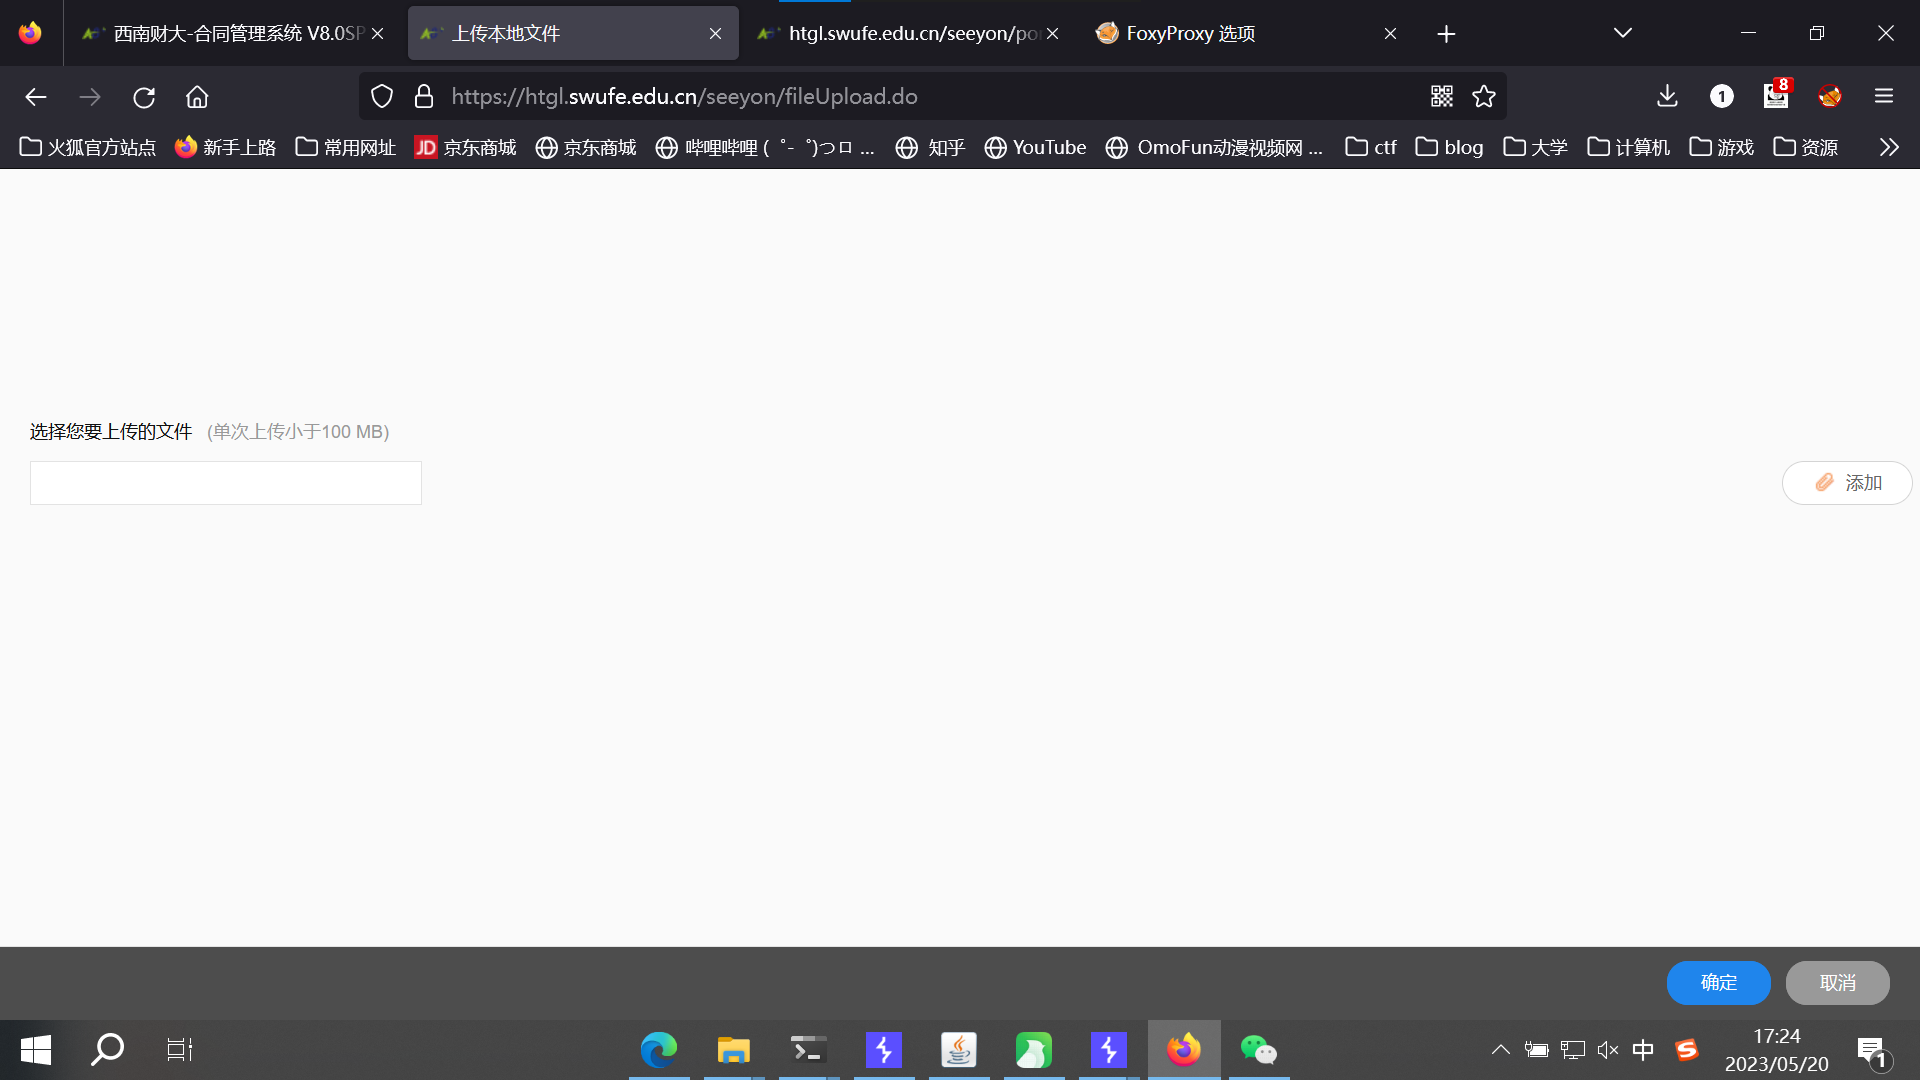 西南财大-合同管理系统 V8.0SP
上传本地文件
htgl.swufe.edu.cn/seeyon/po
FoxyProxy 选项
https://htgl.swufe.edu.cn/seeyon/fileUpload.do
1
8
火狐官方站点
新手上路
常用网址
JD 京东商城
京东商城
哔哩哔哩 ( ゜- ゜)つロ ...
知乎
YouTube
OmoFun动漫视频网 ...
ctf
blog
大学
计算机
游戏
资源
选择您要上传的文件 (单次上传小于100 MB)
添加
确定
取消
中
S
17:24
2023/05/20
1